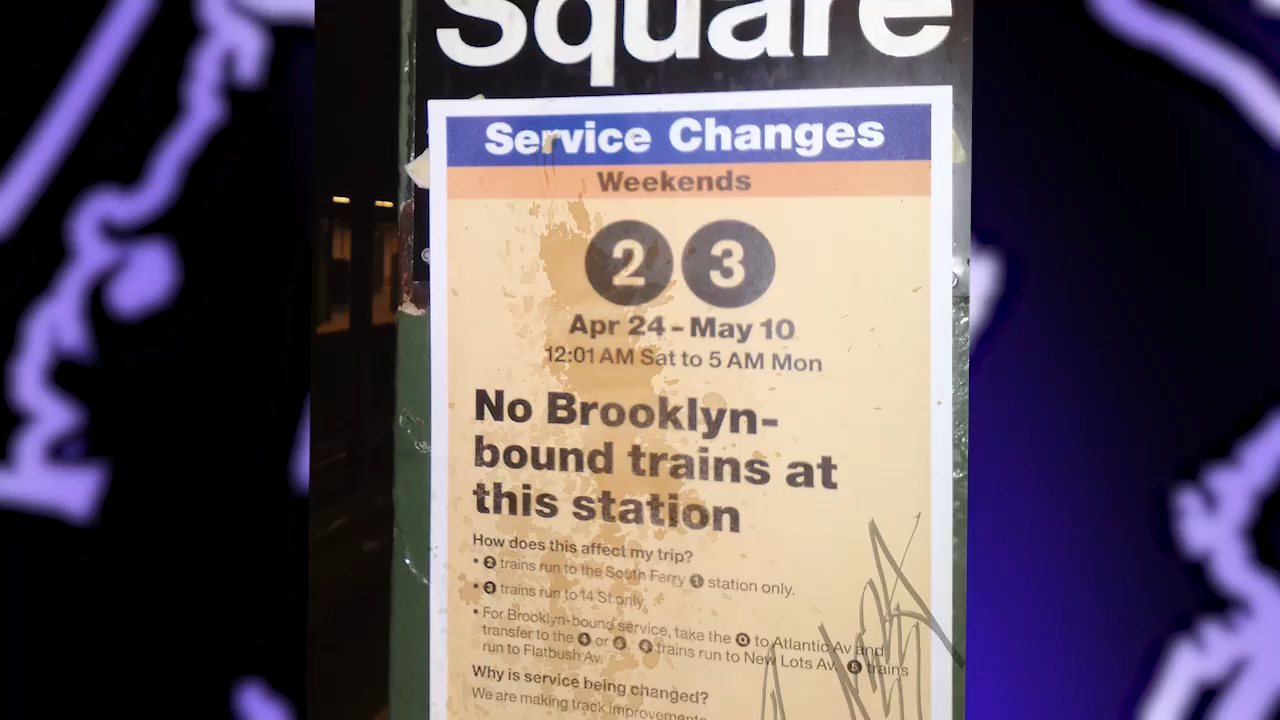 Square
Service Changes
Weekends
2 3
Apr 24 - May 10
12:01 AM Sat to 5 AM Mon
No Brooklyn-
bound trains at
this station
How does this affect my trip?
• 2 trains run to the South Ferry 1 station only.
• 3 trains run to 14 St only.
• For Brooklyn-bound service, take the Q to Atlantic Av and
transfer to the 4 or 5. 4 trains run to New Lots Av. 5 trains
run to Flatbush Av.
Why is service being changed?
We are making track improvements